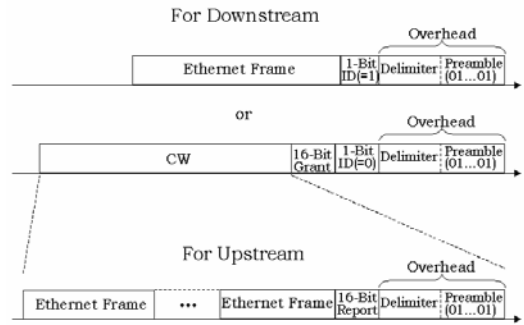 For Downstream
Overhead
Ethernet Frame
1-Bit
ID(=1)
Delimiter
Preamble
(01...01)
or
Overhead
CW
16-Bit
Grant
1-Bit
ID(=0)
Delimiter
Preamble
(01...01)
For Upstream
Overhead
Ethernet Frame
•••
Ethernet Frame
16-Bit
Report
Delimiter
Preamble
(01...01)